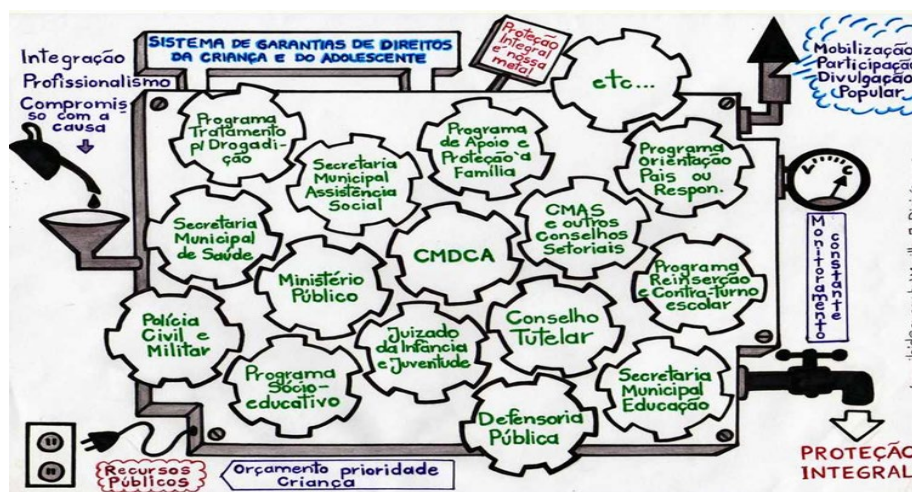 Integração
Profissionalismo
Compromis
so com a
causa
SISTEMA DE GARANTIAS DE DIREITOS
DA CRIANÇA E DO ADOLESCENTE
Proteção
Integral
é nossa
meta!
etc...
Mobilização
Participação
Divulgação
Popular
Programa
Tratamento
p/ Drogadi-
ção
Secretaria
Municipal
Assistência
Social
Programa
de Apoio e
Proteção à
Família
Programa
Orientação
Pais ou
Respon.
Secretaria
Municipal
de Saúde
Ministério
Público
CMDCA
CMAS
e outros
Conselhos
Setoriais
Programa
Reinserção
e Contra-turno
escolar
Monitoramento
constante
Polícia
Civil e
Militar
Programa
Sócio-
educativo
Juizado
da Infância
e Juventude
Conselho
Tutelar
Defensoria
Pública
Secretaria
Municipal
Educação
Recursos
Públicos
Orçamento prioridade
Criança
PROTEÇÃO
INTEGRAL